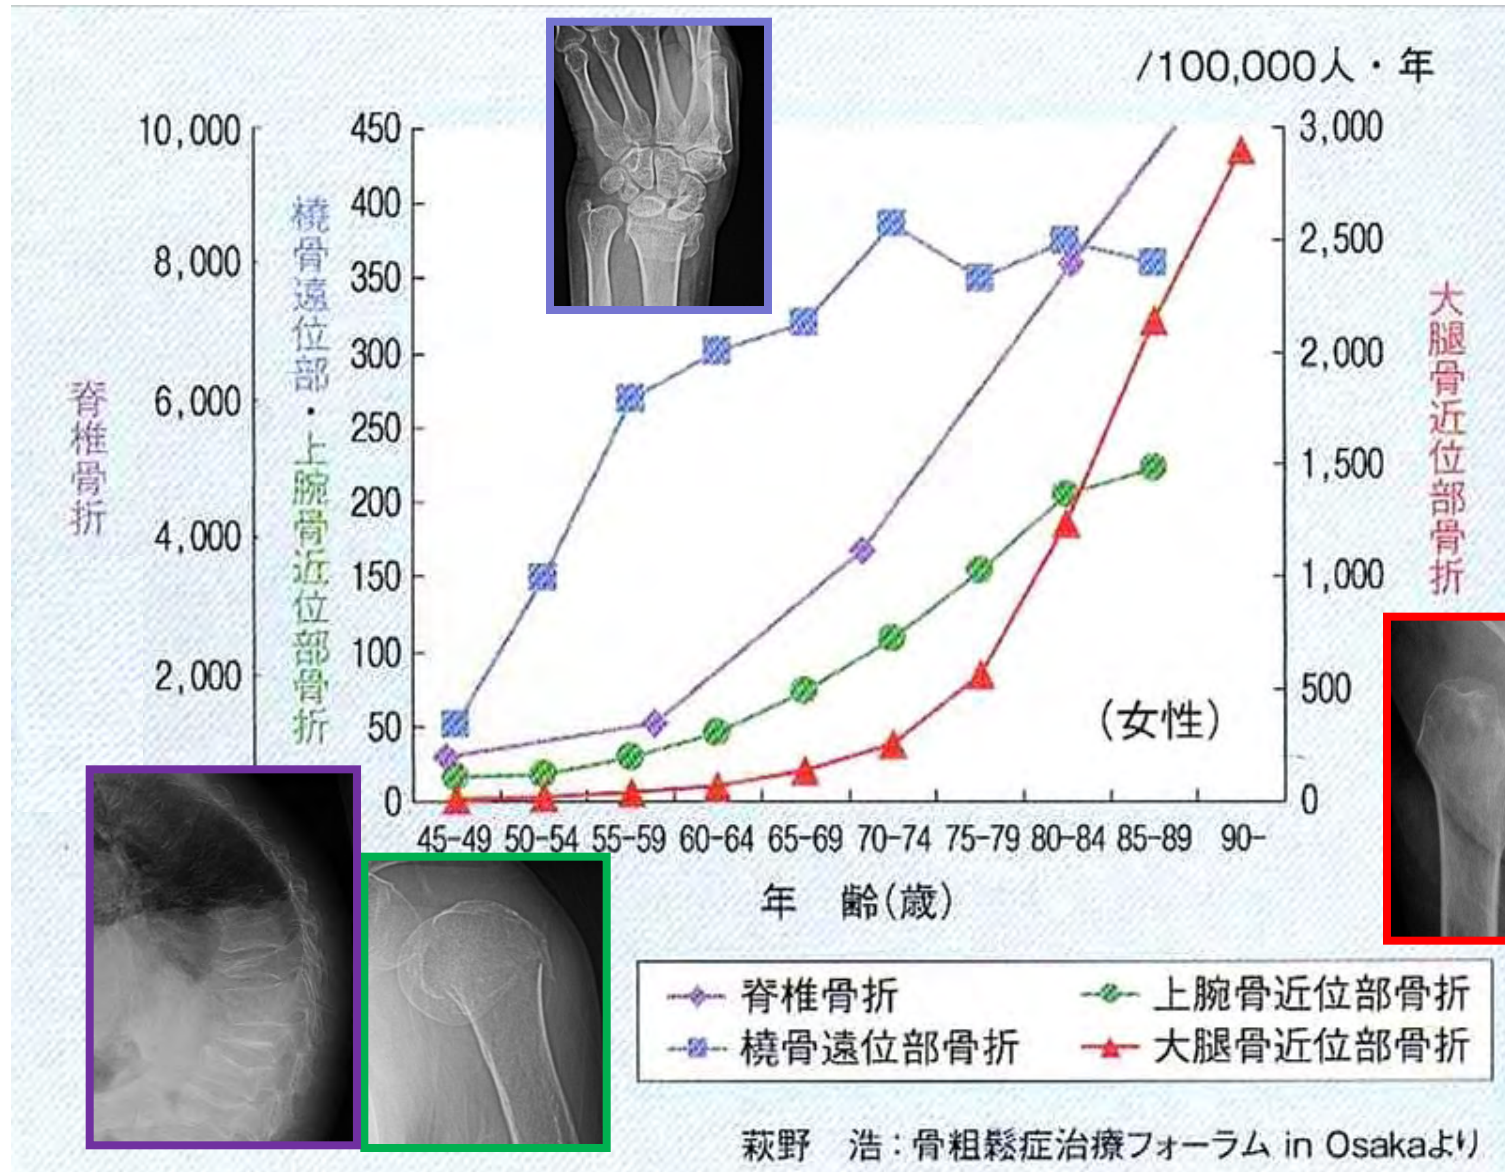 /100,000人・年
10,000
8,000
6,000
4,000
2,000
脊椎骨折
450
400
350
300
250
200
150
100
50
0
橈骨遠位部・上腕骨近位部骨折
3,000
2,500
2,000
1,500
1,000
500
0
大腿骨近位部骨折
(女性)
45-49 50-54 55-59 60-64 65-69 70-74 75-79 80-84 85-89 90-
年 齢(歳)
脊椎骨折 上腕骨近位部骨折
橈骨遠位部骨折 大腿骨近位部骨折
萩野 浩：骨粗鬆症治療フォーラム in Osakaより